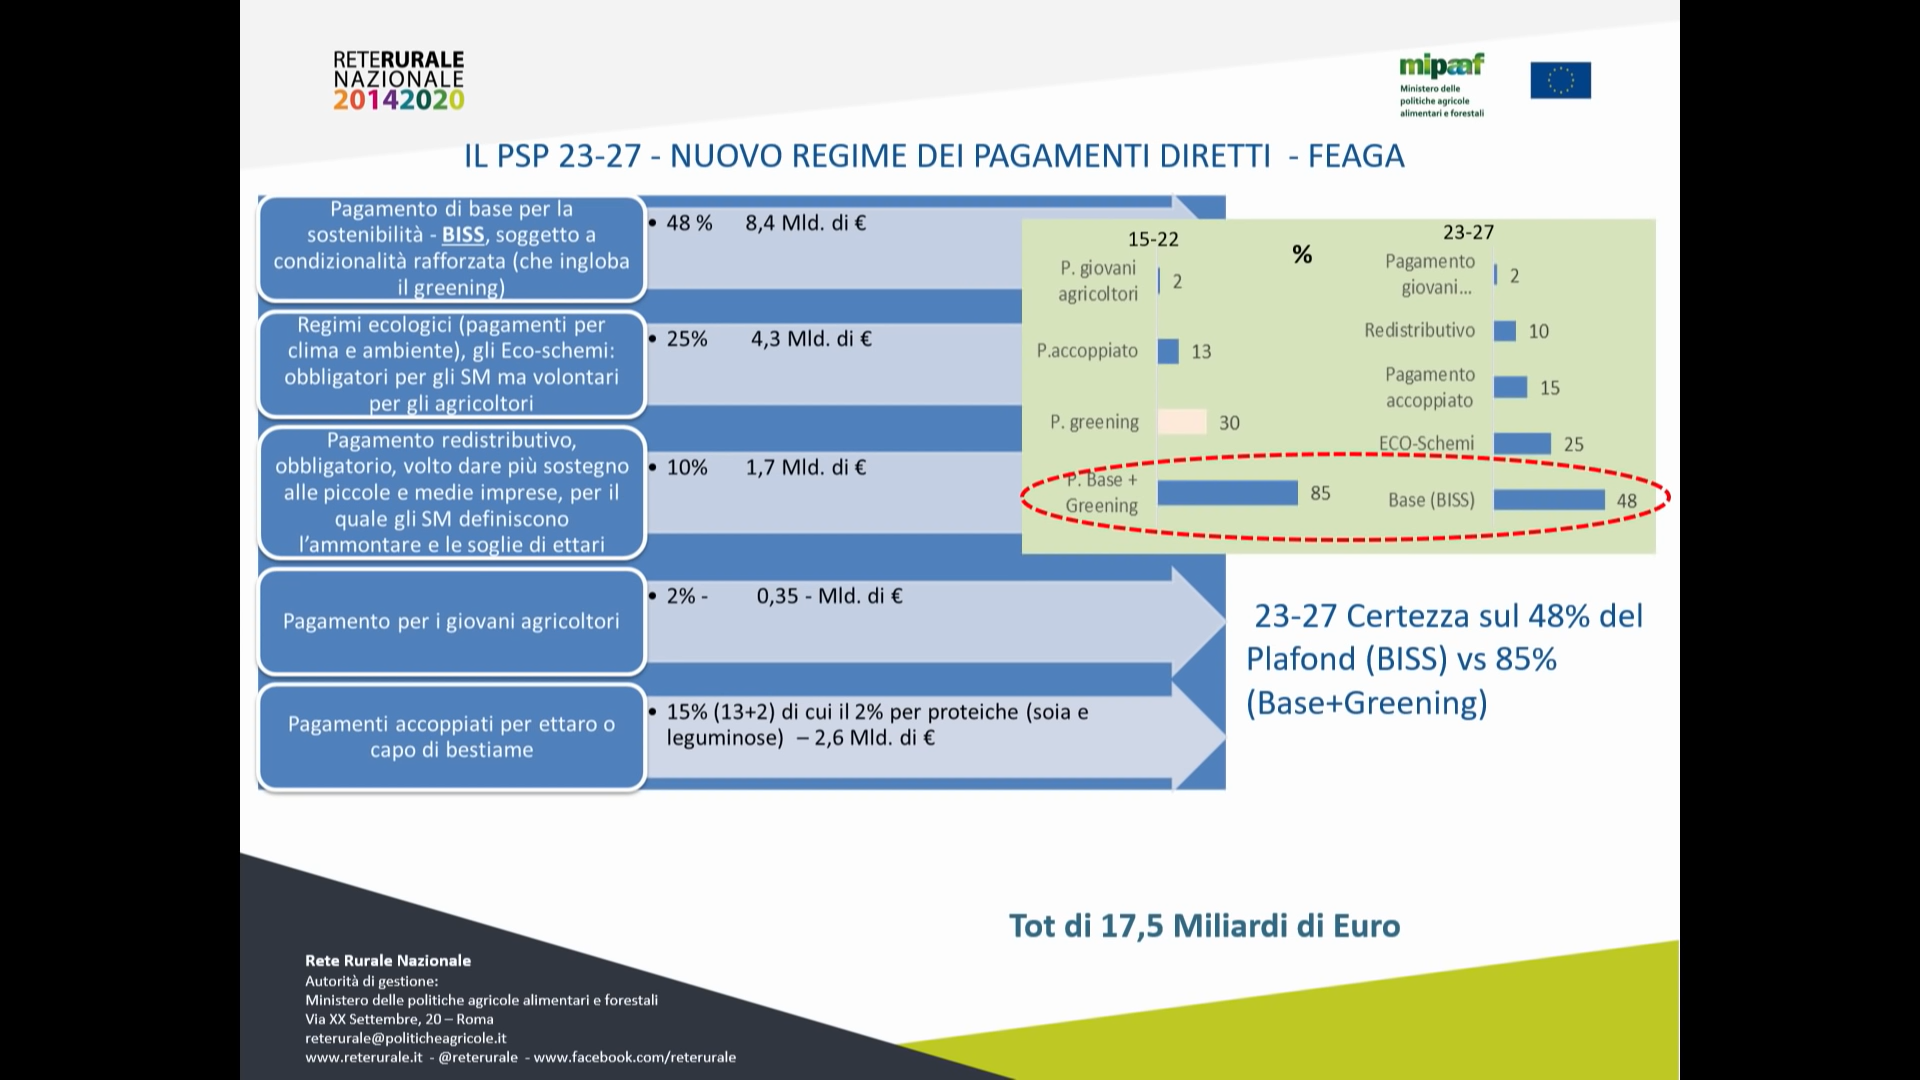 RETERURALE
NAZIONALE
20142020
mipaaf
Ministero delle
politiche agricole
alimentari e forestali
IL PSP 23-27 - NUOVO REGIME DEI PAGAMENTI DIRETTI - FEAGA
Pagamento di base per la
sostenibilità - BISS, soggetto a
condizionalità rafforzata (che ingloba
il greening)
• 48 % 8,4 Mld. di €
Regimi ecologici (pagamenti per
clima e ambiente), gli Eco-schemi:
obbligatori per gli SM ma volontari
per gli agricoltori
• 25% 4,3 Mld. di €
Pagamento redistributivo,
obbligatorio, volto dare più sostegno
alle piccole e medie imprese, per il
quale gli SM definiscono
l'ammontare e le soglie di ettari
• 10% 1,7 Mld. di €
Pagamento per i giovani agricoltori
• 2% - 0,35 - Mld. di €
Pagamenti accoppiati per ettaro o
capo di bestiame
• 15% (13+2) di cui il 2% per proteiche (soia e
leguminose) – 2,6 Mld. di €
15-22
%
P. giovani
agricoltori
2
P.accoppiato
13
P. greening
30
P. Base +
Greening
85
23-27
Pagamento
giovani...
2
Redistributivo
10
Pagamento
accoppiato
15
ECO-Schemi
25
Base (BISS)
48
23-27 Certezza sul 48% del
Plafond (BISS) vs 85%
(Base+Greening)
Tot di 17,5 Miliardi di Euro
Rete Rurale Nazionale
Autorità di gestione:
Ministero delle politiche agricole alimentari e forestali
Via XX Settembre, 20 – Roma
reterurale@politicheagricole.it
www.reterurale.it - @reterurale - www.facebook.com/reterurale